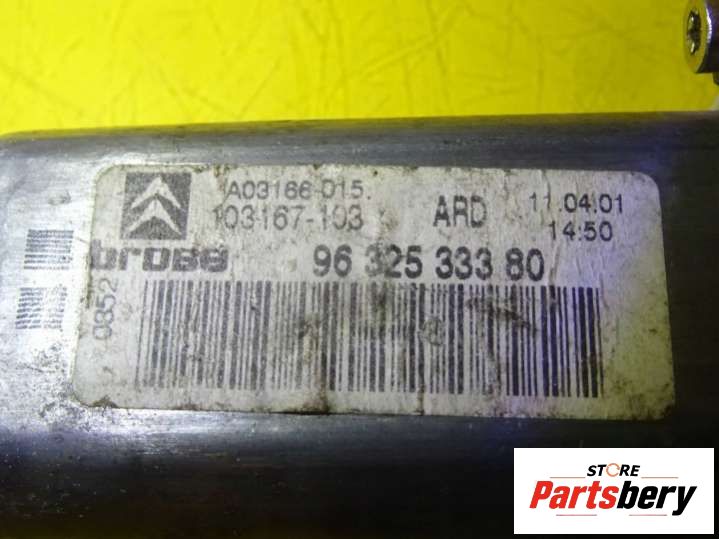 A03166-015.
103167-103
ARD
11.04.01
14:50
brose
96 325 333 80
0852
STORE
Partsbery